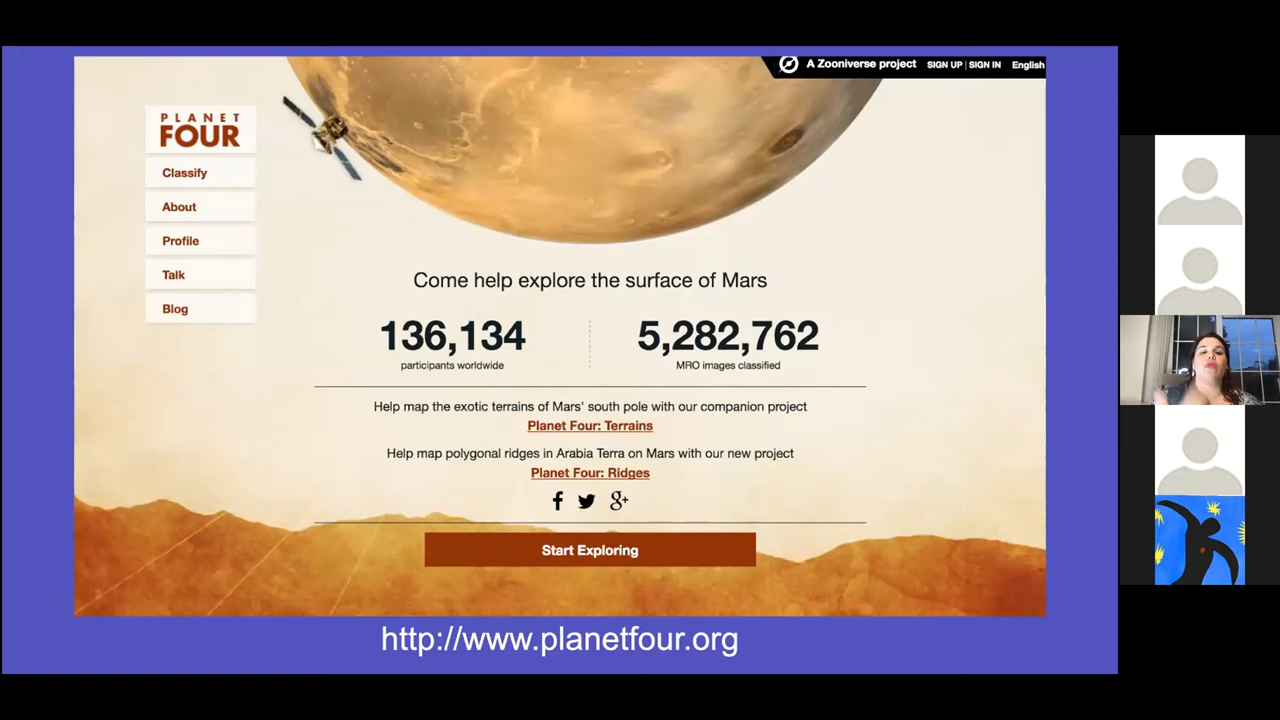 A Zooniverse project SIGN UP | SIGN IN English
PLANET
FOUR
Classify
About
Profile
Talk
Blog
Come help explore the surface of Mars
136,134
participants worldwide
5,282,762
MRO images classified
Help map the exotic terrains of Mars' south pole with our companion project
Planet Four: Terrains
Help map polygonal ridges in Arabia Terra on Mars with our new project
Planet Four: Ridges
f g+
Start Exploring
http://www.planetfour.org